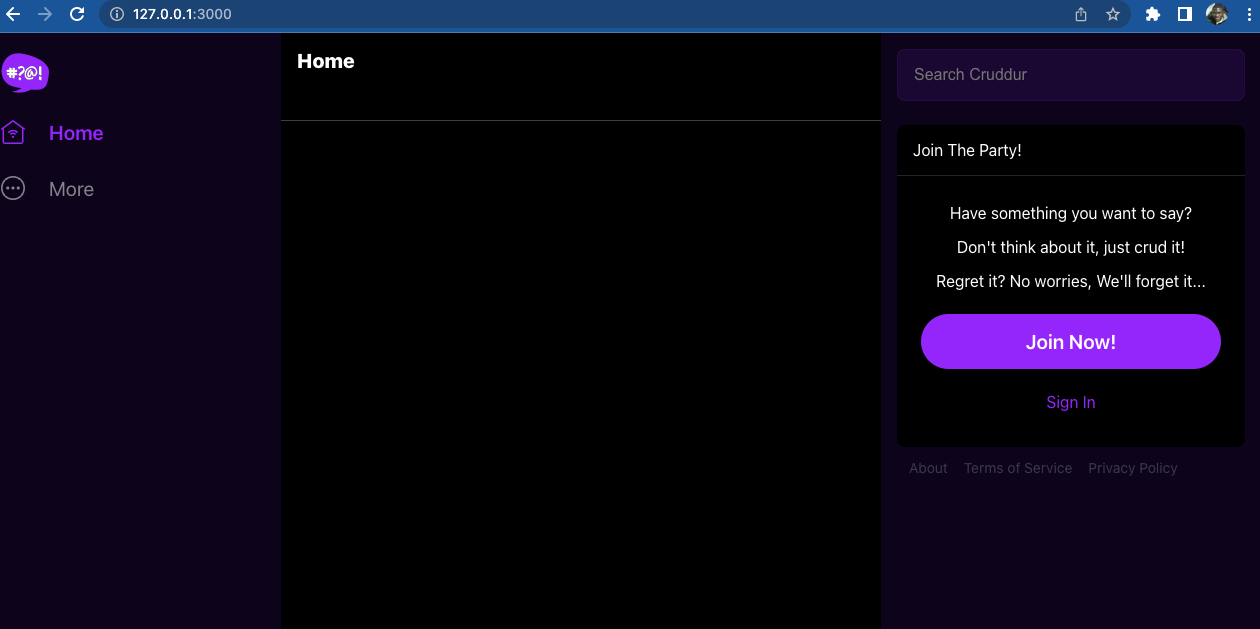 127.0.0.1:3000
#?@!
Home
More
Home
Search Cruddur
Join The Party!
Have something you want to say?
Don't think about it, just crud it!
Regret it? No worries, We'll forget it...
Join Now!
Sign In
About Terms of Service Privacy Policy